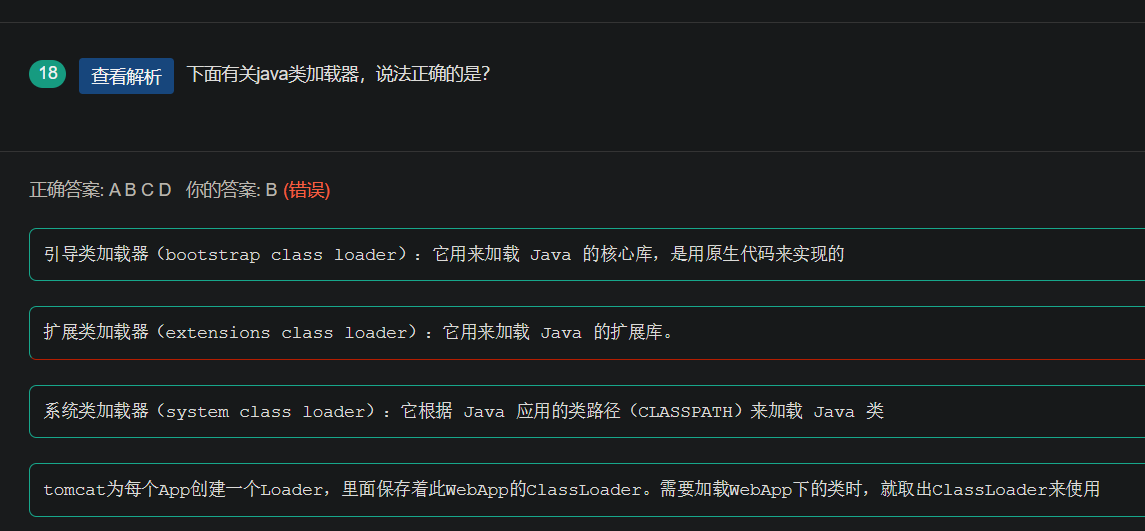 18 查看解析 下面有关java类加载器，说法正确的是？
正确答案: A B C D 你的答案: B (错误)
引导类加载器（bootstrap class loader）：它用来加载 Java 的核心库，是用原生代码来实现的
扩展类加载器（extensions class loader）：它用来加载 Java 的扩展库。
系统类加载器（system class loader）：它根据 Java 应用的类路径（CLASSPATH）来加载 Java 类
tomcat为每个App创建一个Loader，里面保存着此WebApp的ClassLoader。需要加载WebApp下的类时，就取出ClassLoader来使用